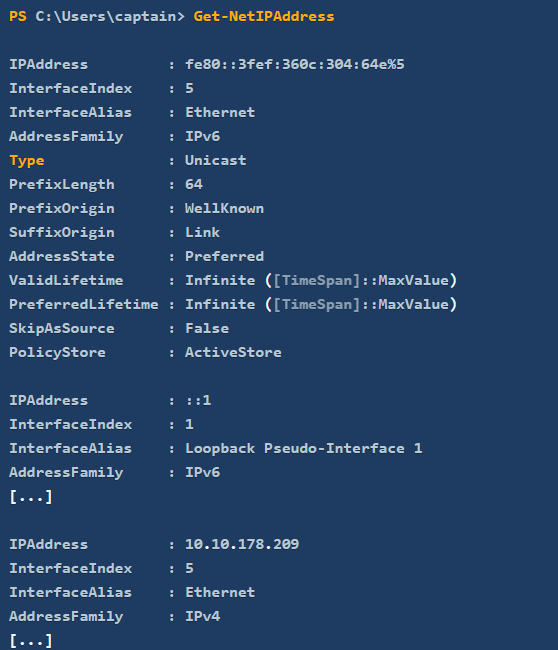 PS C:\Users\captain> Get-NetIPAddress
IPAddress : fe80::3fef:360c:304:64e%5
InterfaceIndex : 5
InterfaceAlias : Ethernet
AddressFamily : IPv6
Type : Unicast
PrefixLength : 64
PrefixOrigin : WellKnown
SuffixOrigin : Link
AddressState : Preferred
ValidLifetime : Infinite ([TimeSpan]::MaxValue)
PreferredLifetime : Infinite ([TimeSpan]::MaxValue)
SkipAsSource : False
PolicyStore : ActiveStore
IPAddress : ::1
InterfaceIndex : 1
InterfaceAlias : Loopback Pseudo-Interface 1
AddressFamily : IPv6
[...]
IPAddress : 10.10.178.209
InterfaceIndex : 5
InterfaceAlias : Ethernet
AddressFamily : IPv4
[...]